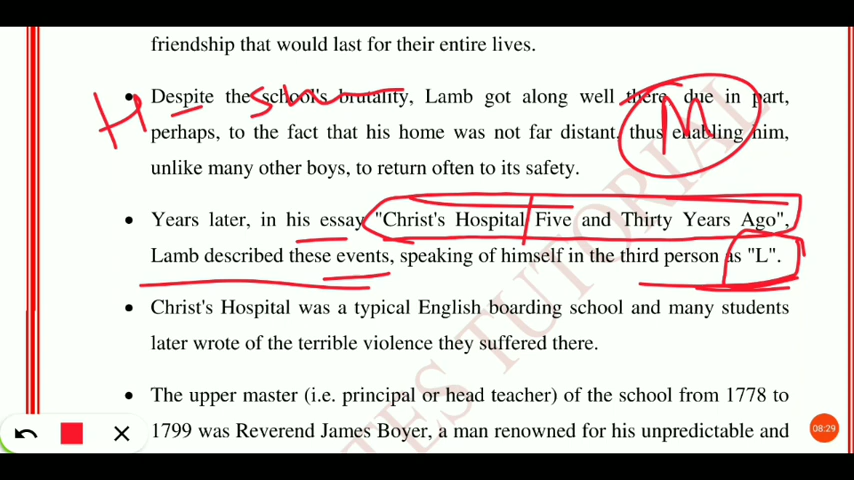 friendship that would last for their entire lives.
• Despite the school's brutality, Lamb got along well there, due in part,
perhaps, to the fact that his home was not far distant, thus enabling him,
unlike many other boys, to return often to its safety.
H
M
• Years later, in his essay "Christ's Hospital Five and Thirty Years Ago",
Lamb described these events, speaking of himself in the third person as "L".
• Christ's Hospital was a typical English boarding school and many students
later wrote of the terrible violence they suffered there.
• The upper master (i.e. principal or head teacher) of the school from 1778 to
1799 was Reverend James Boyer, a man renowned for his unpredictable and
08:29
TES TUTORIAL